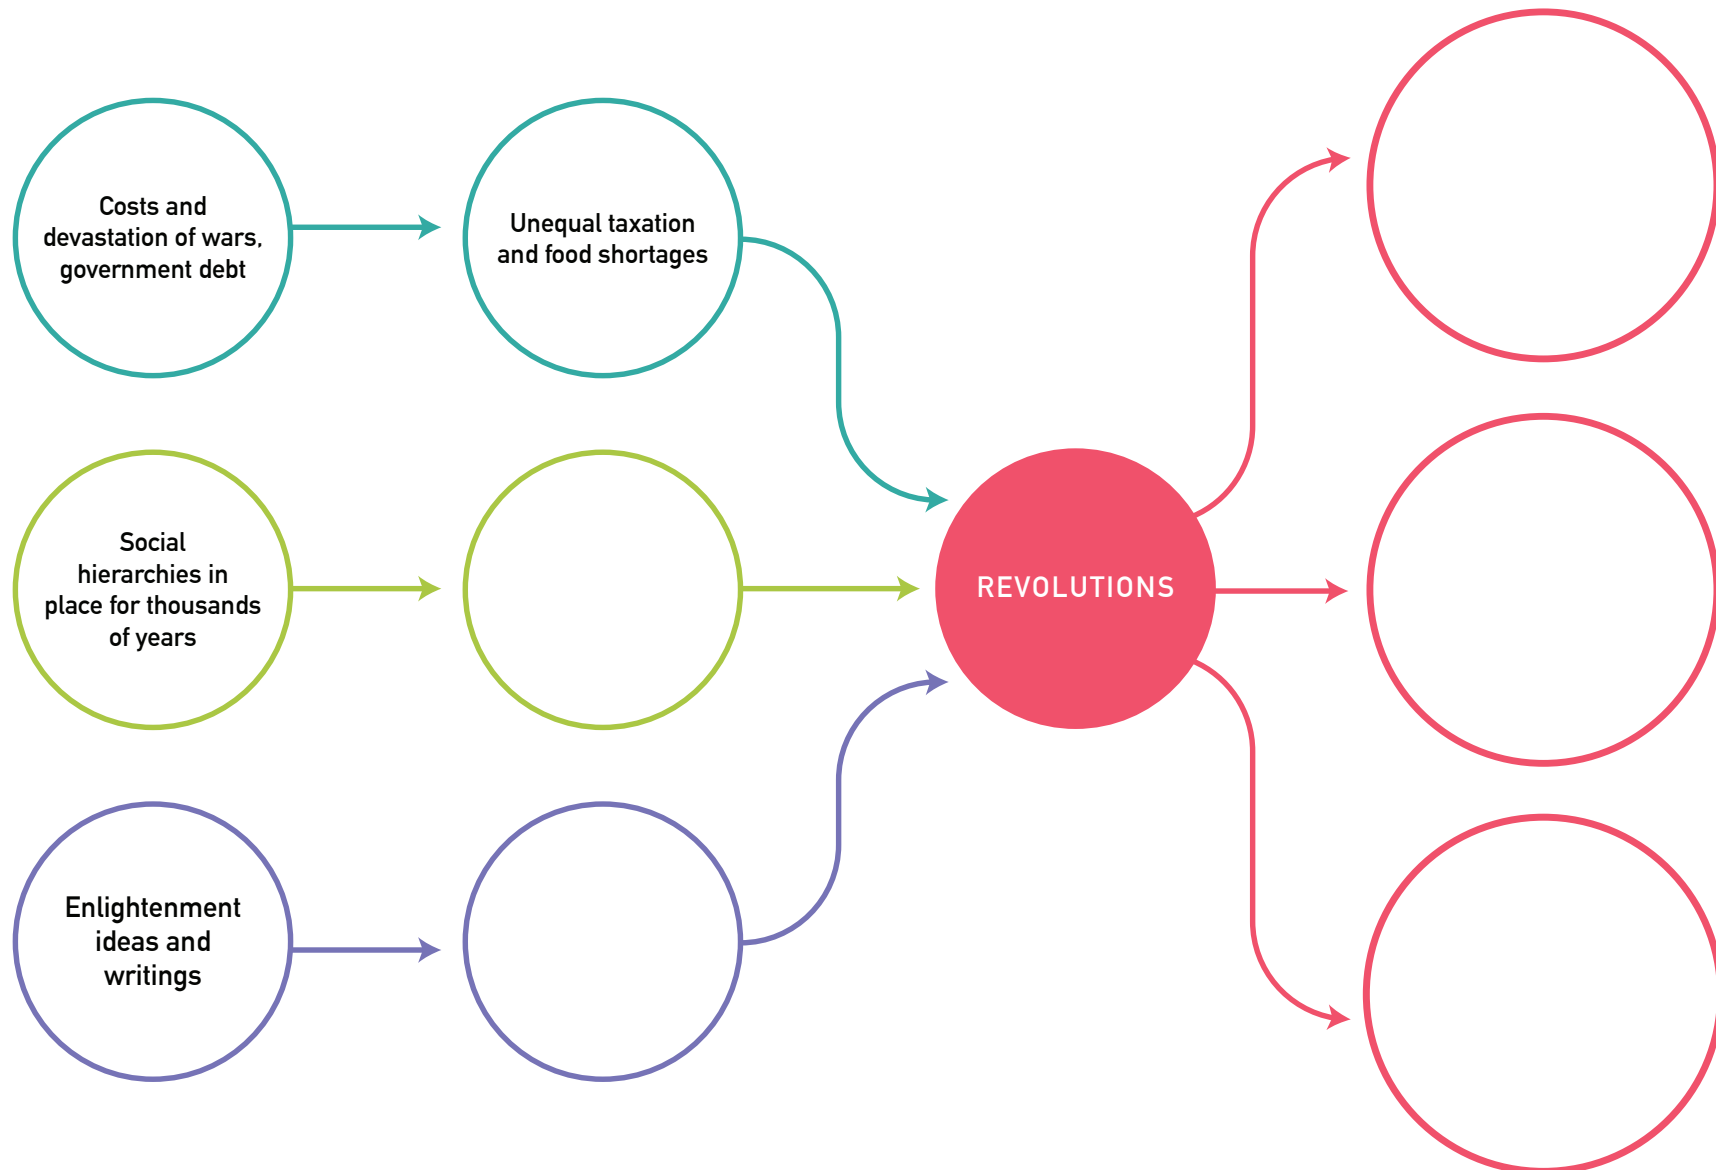 Costs and
devastation of wars,
government debt
Unequal taxation
and food shortages
Social
hierarchies in
place for thousands
of years
REVOLUTIONS
Enlightenment
ideas and
writings